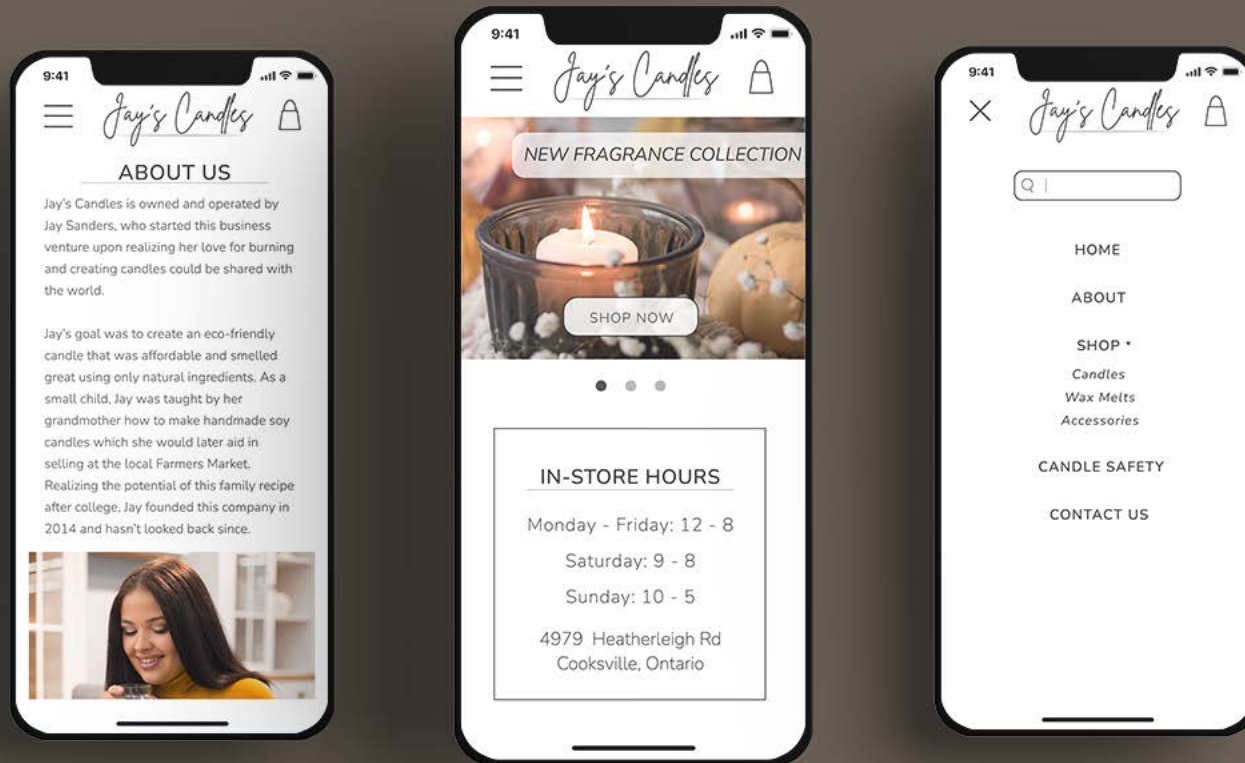 9:41
Jay's Candles
ABOUT US
Jay's Candles is owned and operated by
Jay Sanders, who started this business
venture upon realizing her love for burning
and creating candles could be shared with
the world.
Jay's goal was to create an eco-friendly
candle that was affordable and smelled
great using only natural ingredients. As a
small child, Jay was taught by her
grandmother how to make handmade soy
candles which she would later aid in
selling at the local Farmers Market.
Realizing the potential of this family recipe
after college, Jay founded this company in
2014 and hasn't looked back since.
9:41
Jay's Candles
NEW FRAGRANCE COLLECTION
SHOP NOW
IN-STORE HOURS
Monday - Friday: 12 - 8
Saturday: 9 - 8
Sunday: 10 - 5
4979 Heatherleigh Rd
Cooksville, Ontario
9:41
Jay's Candles
HOME
ABOUT
SHOP
Candles
Wax Melts
Accessories
CANDLE SAFETY
CONTACT US